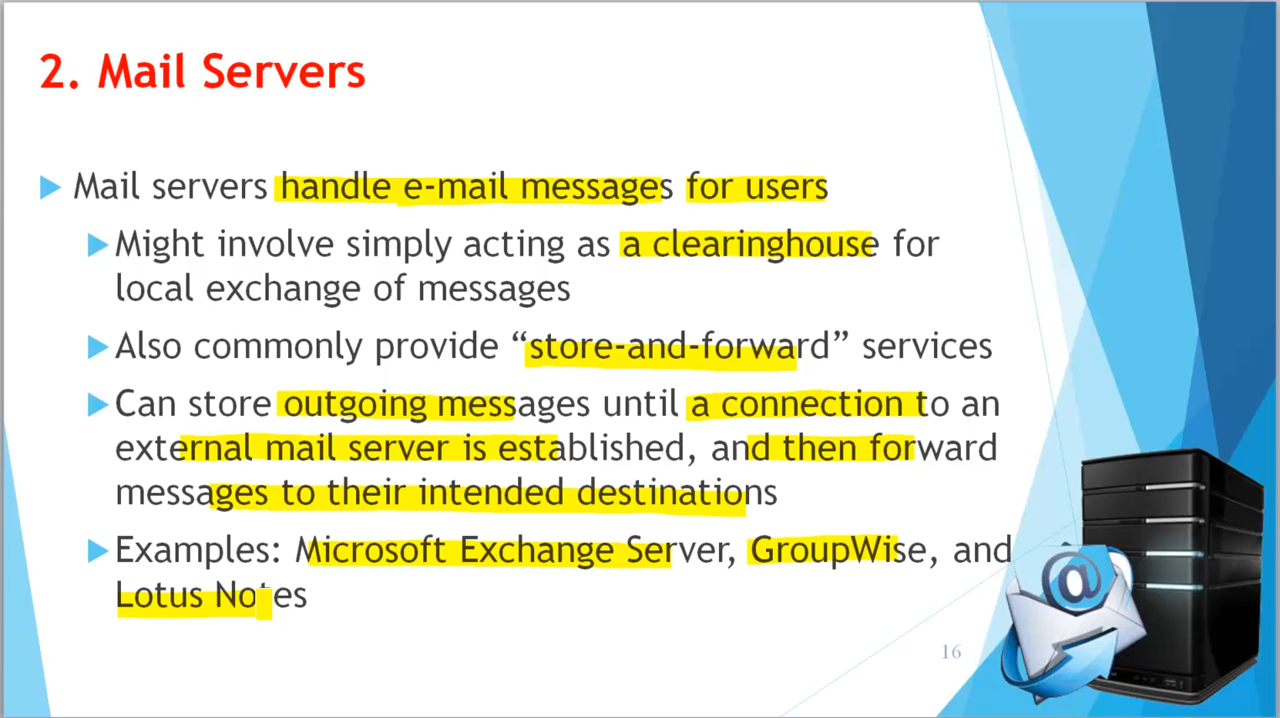 2. Mail Servers
Mail servers handle e-mail messages for users
Might involve simply acting as a clearinghouse for
local exchange of messages
Also commonly provide “store-and-forward” services
Can store outgoing messages until a connection to an
external mail server is established, and then forward
messages to their intended destinations
Examples: Microsoft Exchange Server, GroupWise, and
Lotus Notes
@
16